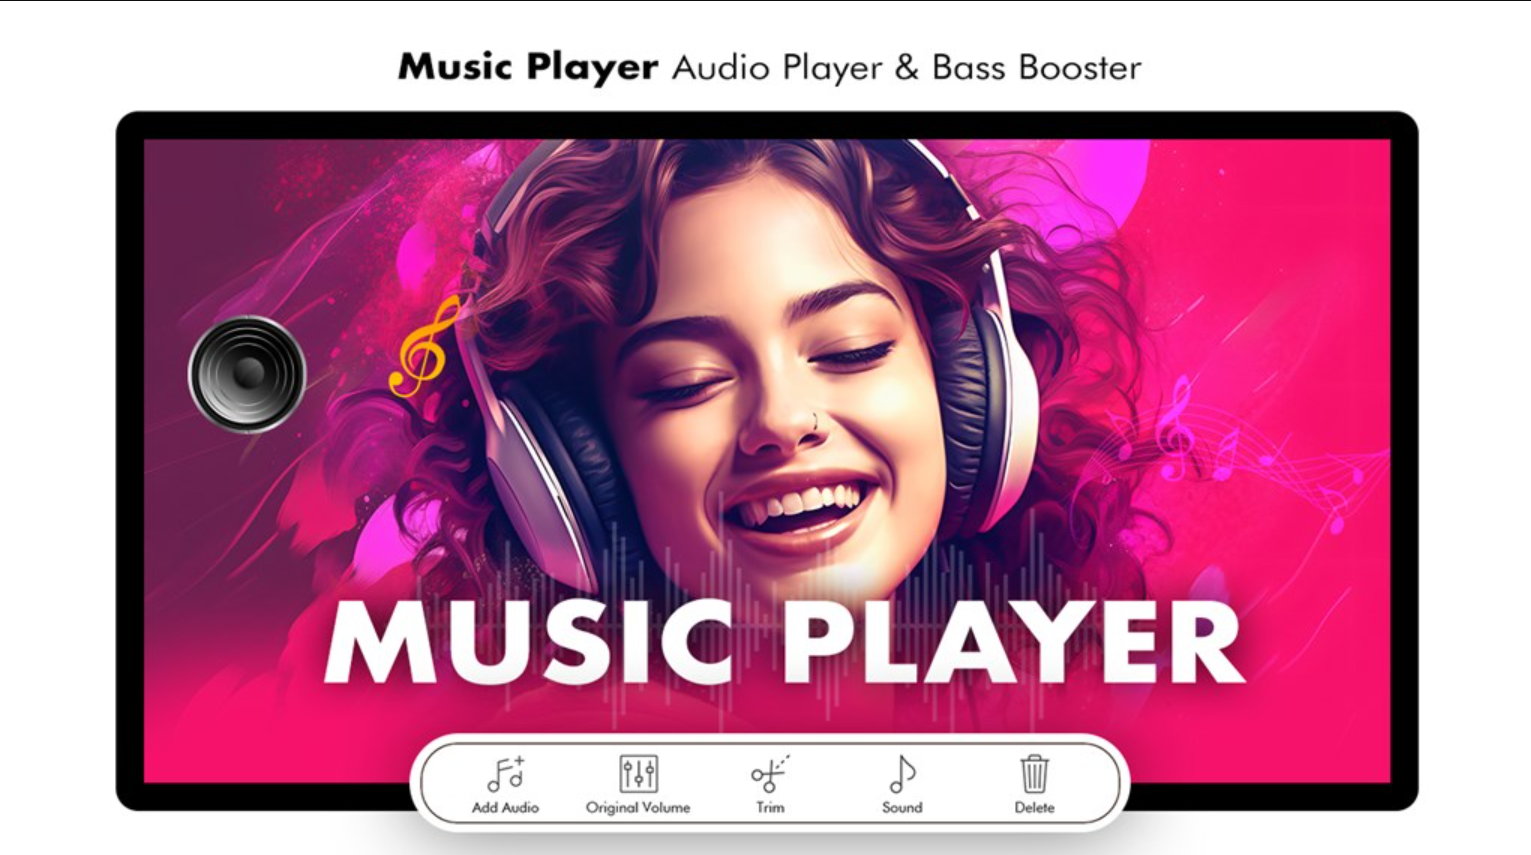 Music Player Audio Player & Bass Booster
MUSIC PLAYER
Add Audio
Original Volume
Trim
Sound
Delete